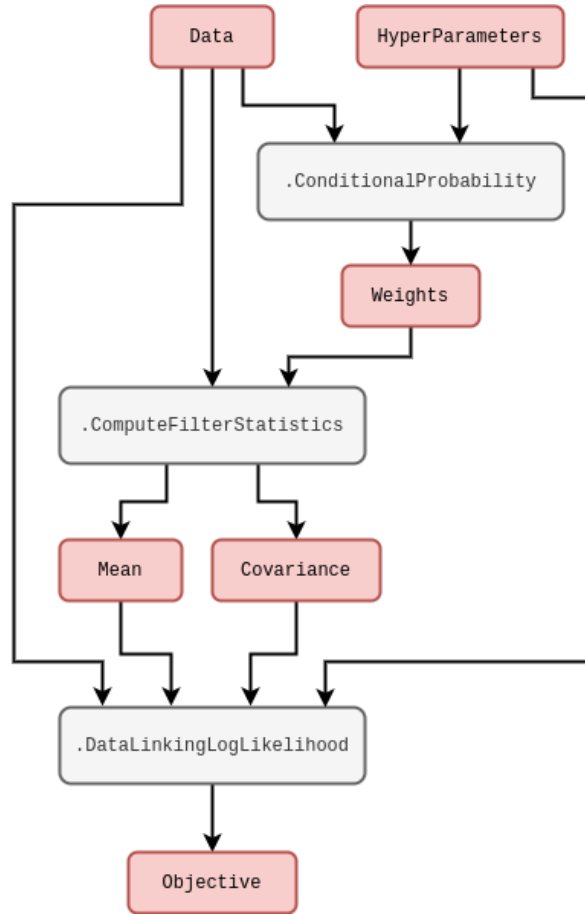 Data
HyperParameters
.ConditionalProbability
Weights
.ComputeFilterStatistics
Mean
Covariance
.DataLinkingLogLikelihood
Objective